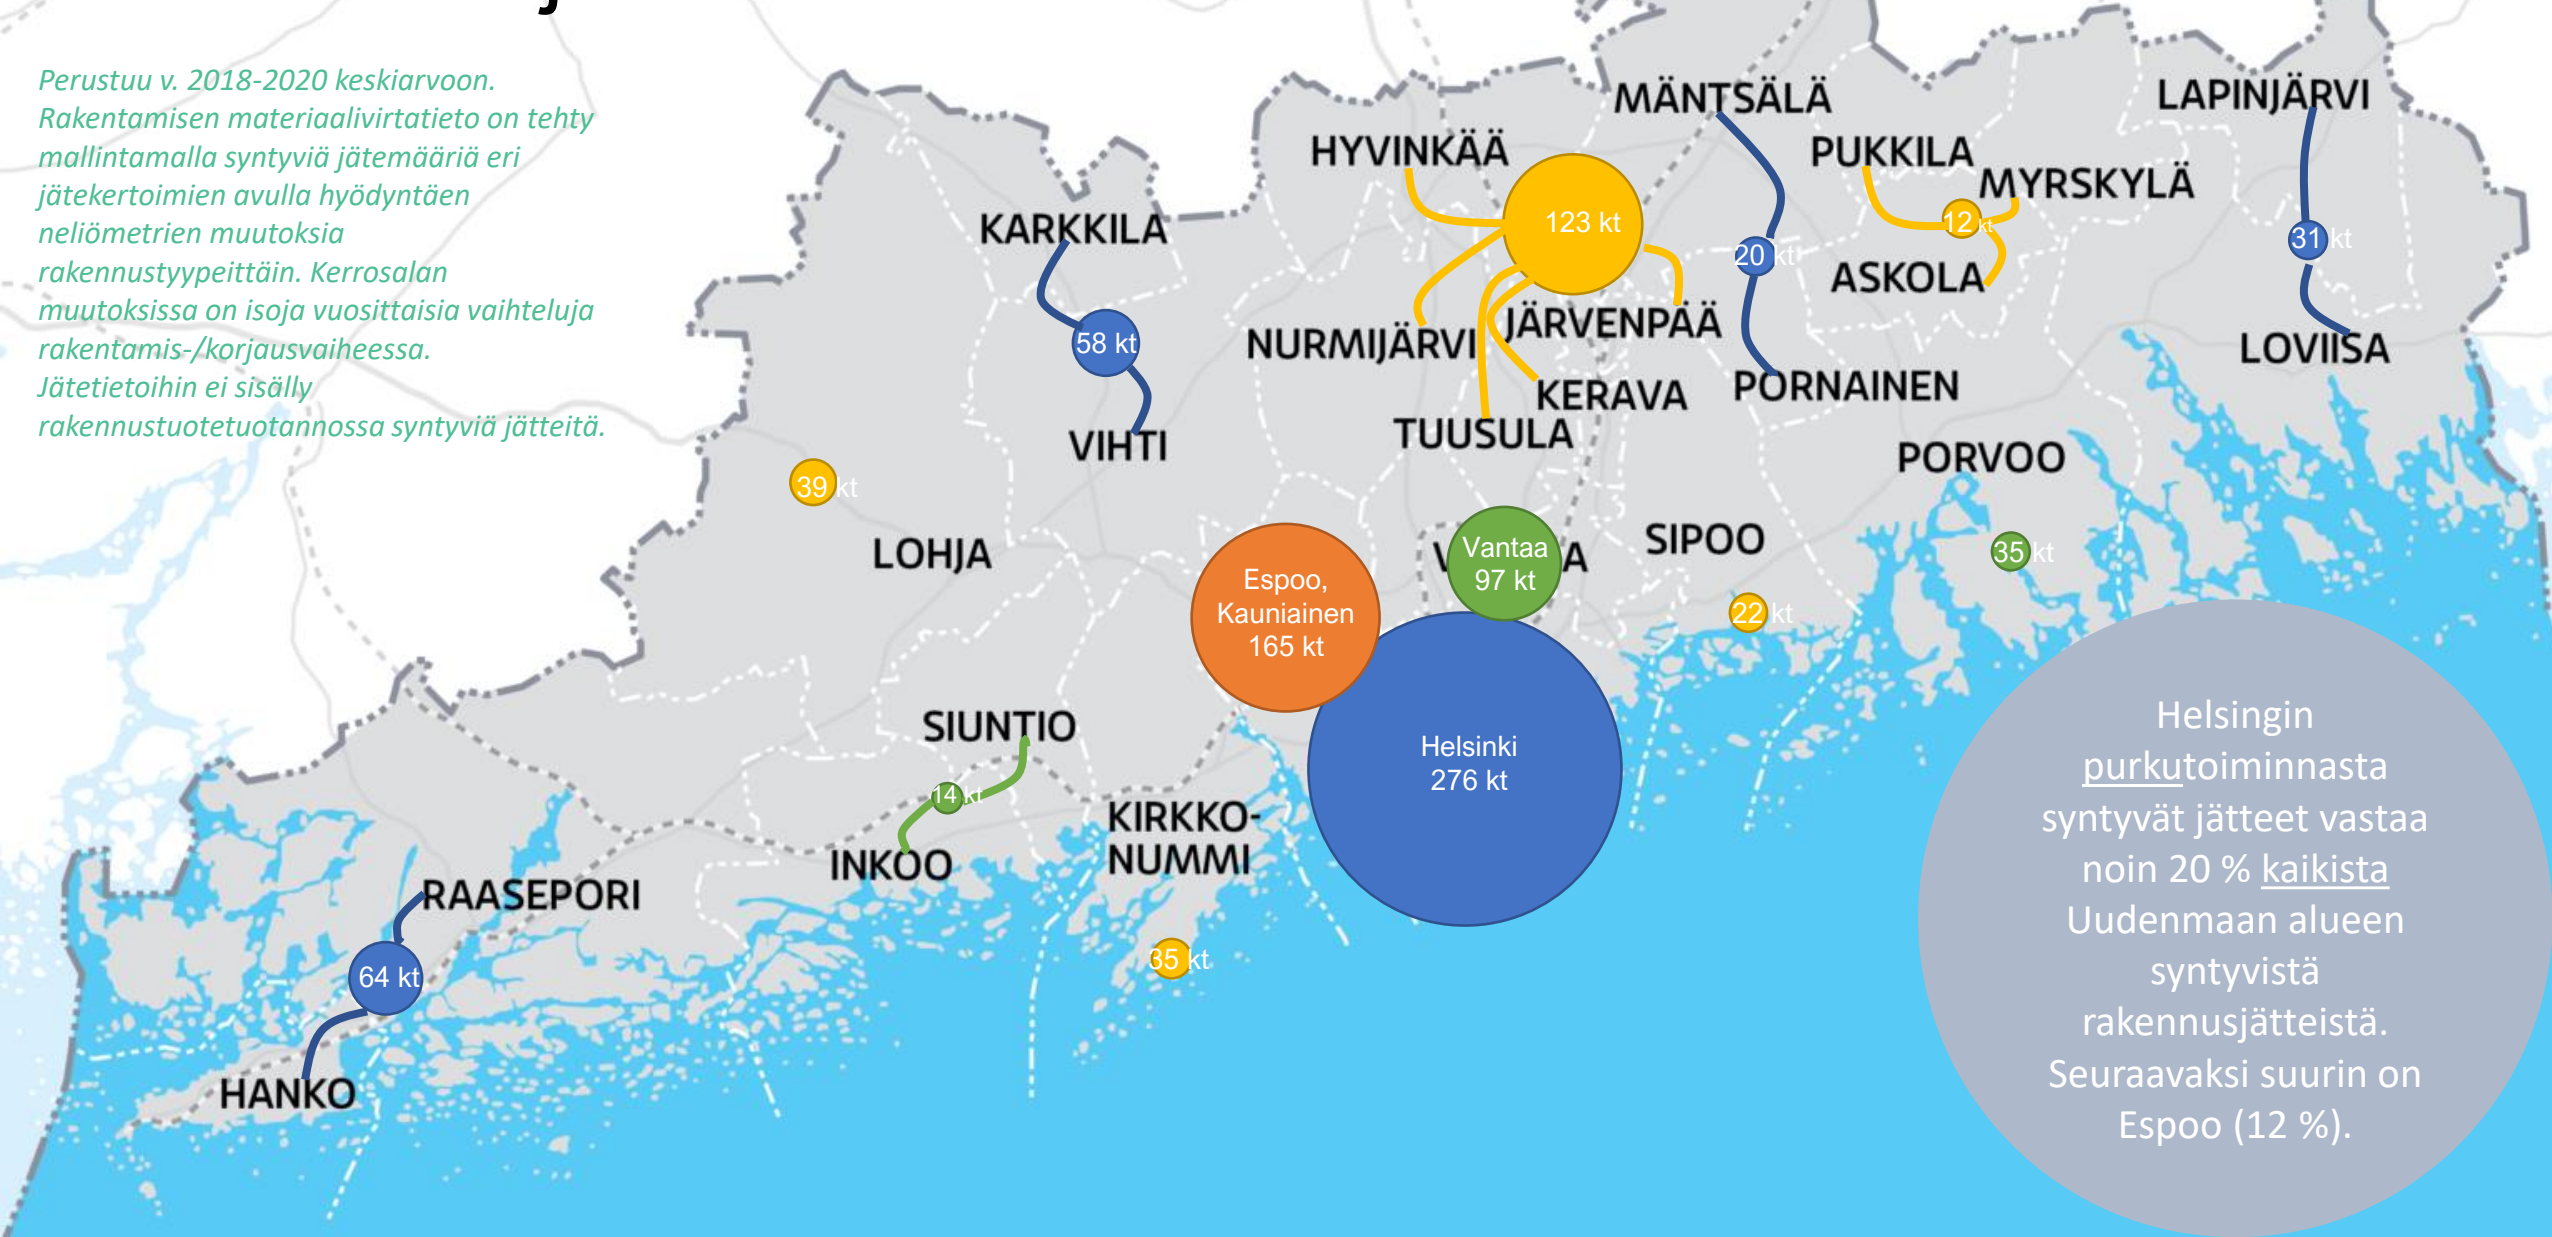 Perustuu v. 2018-2020 keskiarvoon.
Rakentamisen materiaalivirtatieto on tehty
mallintamalla syntyviä jätemääriä eri
jätekertoimien avulla hyödyntäen
neliömetrien muutoksia
rakennustyypeittäin. Kerrosalan
muutoksissa on isoja vuosittaisia vaihteluja
rakentamis-/korjausvaiheessa.
Jätetietoihin ei sisälly
rakennustuotetuotannossa syntyviä jätteitä.
MÄNTSÄLÄ
LAPINJÄRVI
HYVINKÄÄ
PUKKILA
MYRSKYLÄ
KARKKILA
123 kt
12 kt
20 kt
31 kt
ASKOLA
58 kt
NURMIJÄRVI
JÄRVENPÄÄ
LOVIISA
KERAVA
PORNAINEN
VIHTI
TUUSULA
PORVOO
39 kt
LOHJA
SIPOO
Vantaa
97 kt
35 kt
Espoo,
Kauniainen
165 kt
22 kt
SIUNTIO
Helsinki
276 kt
14 kt
KIRKKO-
NUMMI
INKOO
RAASEPORI
35 kt
64 kt
HANKO
Helsingin
purkutoiminnasta
syntyvät jätteet vastaa
noin 20 % kaikista
Uudenmaan alueen
syntyvistä
rakennusjätteistä.
Seuraavaksi suurin on
Espoo (12 %).